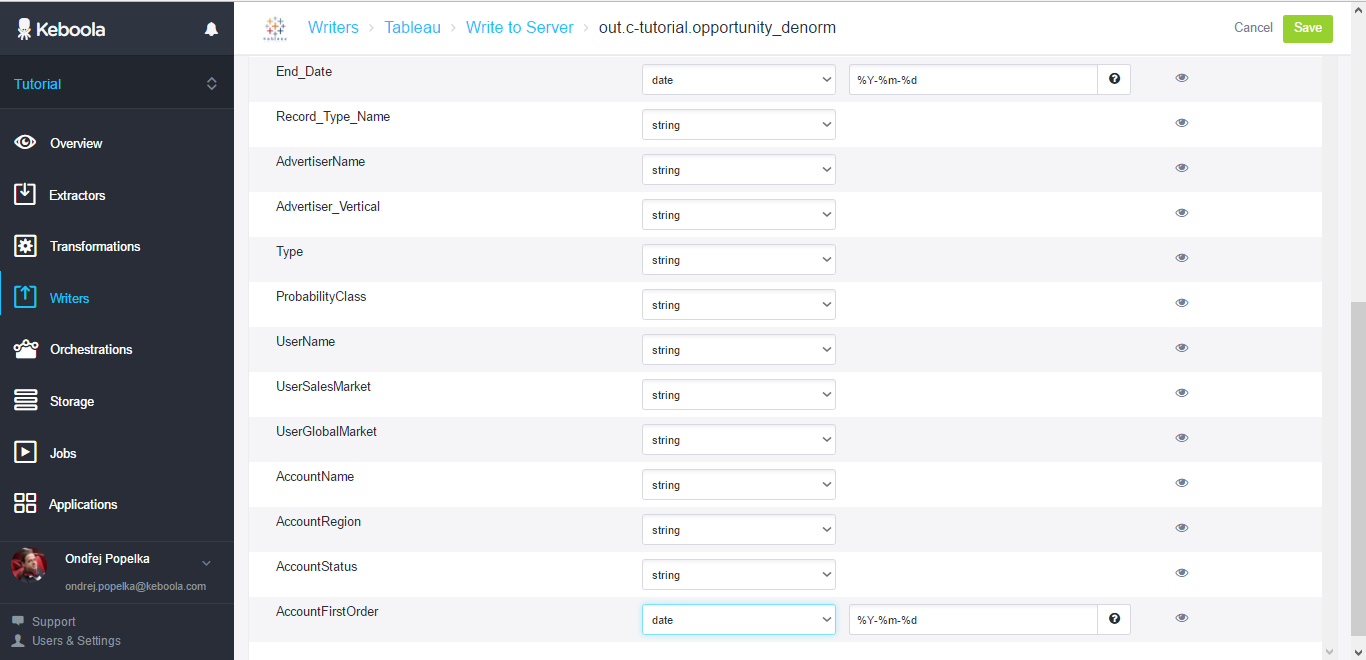 Keboola
Writers › Tableau › Write to Server › out.c-tutorial.opportunity_denorm
Cancel
Save
Tutorial
Overview
Extractors
Transformations
Writers
Orchestrations
Storage
Jobs
Applications
Ondřej Popelka
ondrej.popelka@keboola.com
Support
Users & Settings
End_Date date %Y-%m-%d ?
Record_Type_Name string
AdvertiserName string
Advertiser_Vertical string
Type string
ProbabilityClass string
UserName string
UserSalesMarket string
UserGlobalMarket string
AccountName string
AccountRegion string
AccountStatus string
AccountFirstOrder date %Y-%m-%d ?